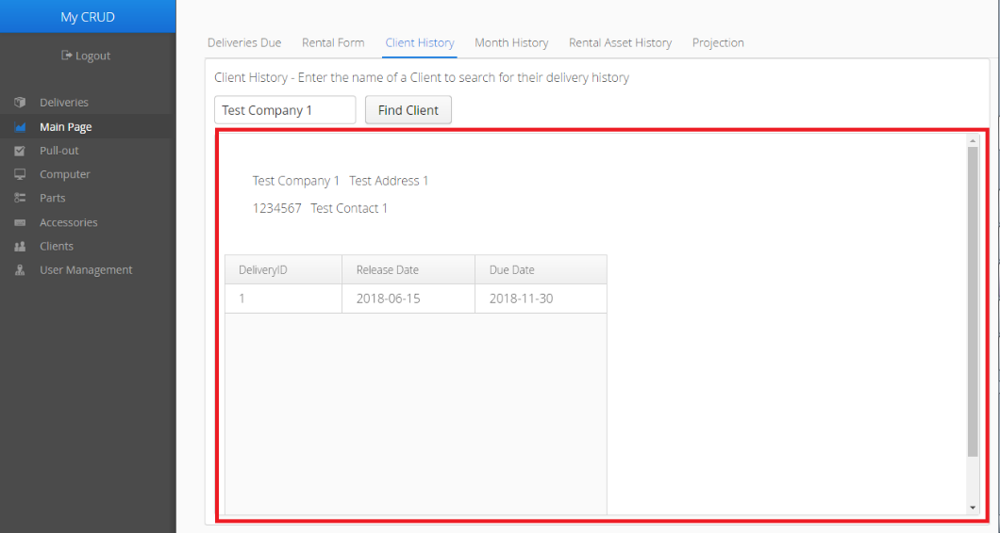 My CRUD
Logout
Deliveries
Main Page
Pull-out
Computer
Parts
Accessories
Clients
User Management
Deliveries Due Rental Form Client History Month History Rental Asset History Projection
Client History - Enter the name of a Client to search for their delivery history
Test Company 1 Find Client
Test Company 1 Test Address 1
1234567 Test Contact 1
DeliveryID Release Date Due Date
1 2018-06-15 2018-11-30